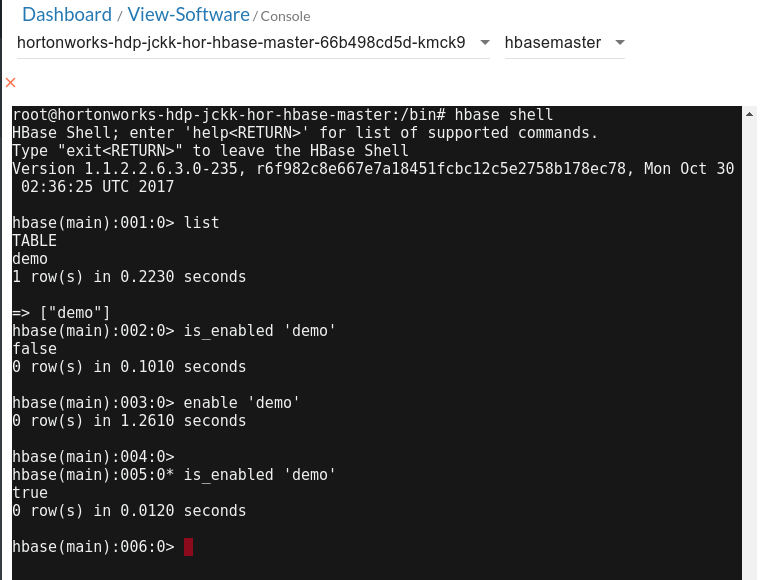 Dashboard / View-Software / Console
hortonworks-hdp-jckk-hor-hbase-master-66b498cd5d-kmck9 hbasemaster
root@hortonworks-hdp-jckk-hor-hbase-master:/bin# hbase shell
HBase Shell; enter 'help<RETURN>' for list of supported commands.
Type "exit<RETURN>" to leave the HBase Shell
Version 1.1.2.2.6.3.0-235, r6f982c8e667e7a18451fcbc12c5e2758b178ec78, Mon Oct 30
 02:36:25 UTC 2017
hbase(main):001:0> list
TABLE
demo
1 row(s) in 0.2230 seconds
=> ["demo"]
hbase(main):002:0> is_enabled 'demo'
false
0 row(s) in 0.1010 seconds
hbase(main):003:0> enable 'demo'
0 row(s) in 1.2610 seconds
hbase(main):004:0>
hbase(main):005:0* is_enabled 'demo'
true
0 row(s) in 0.0120 seconds
hbase(main):006:0>